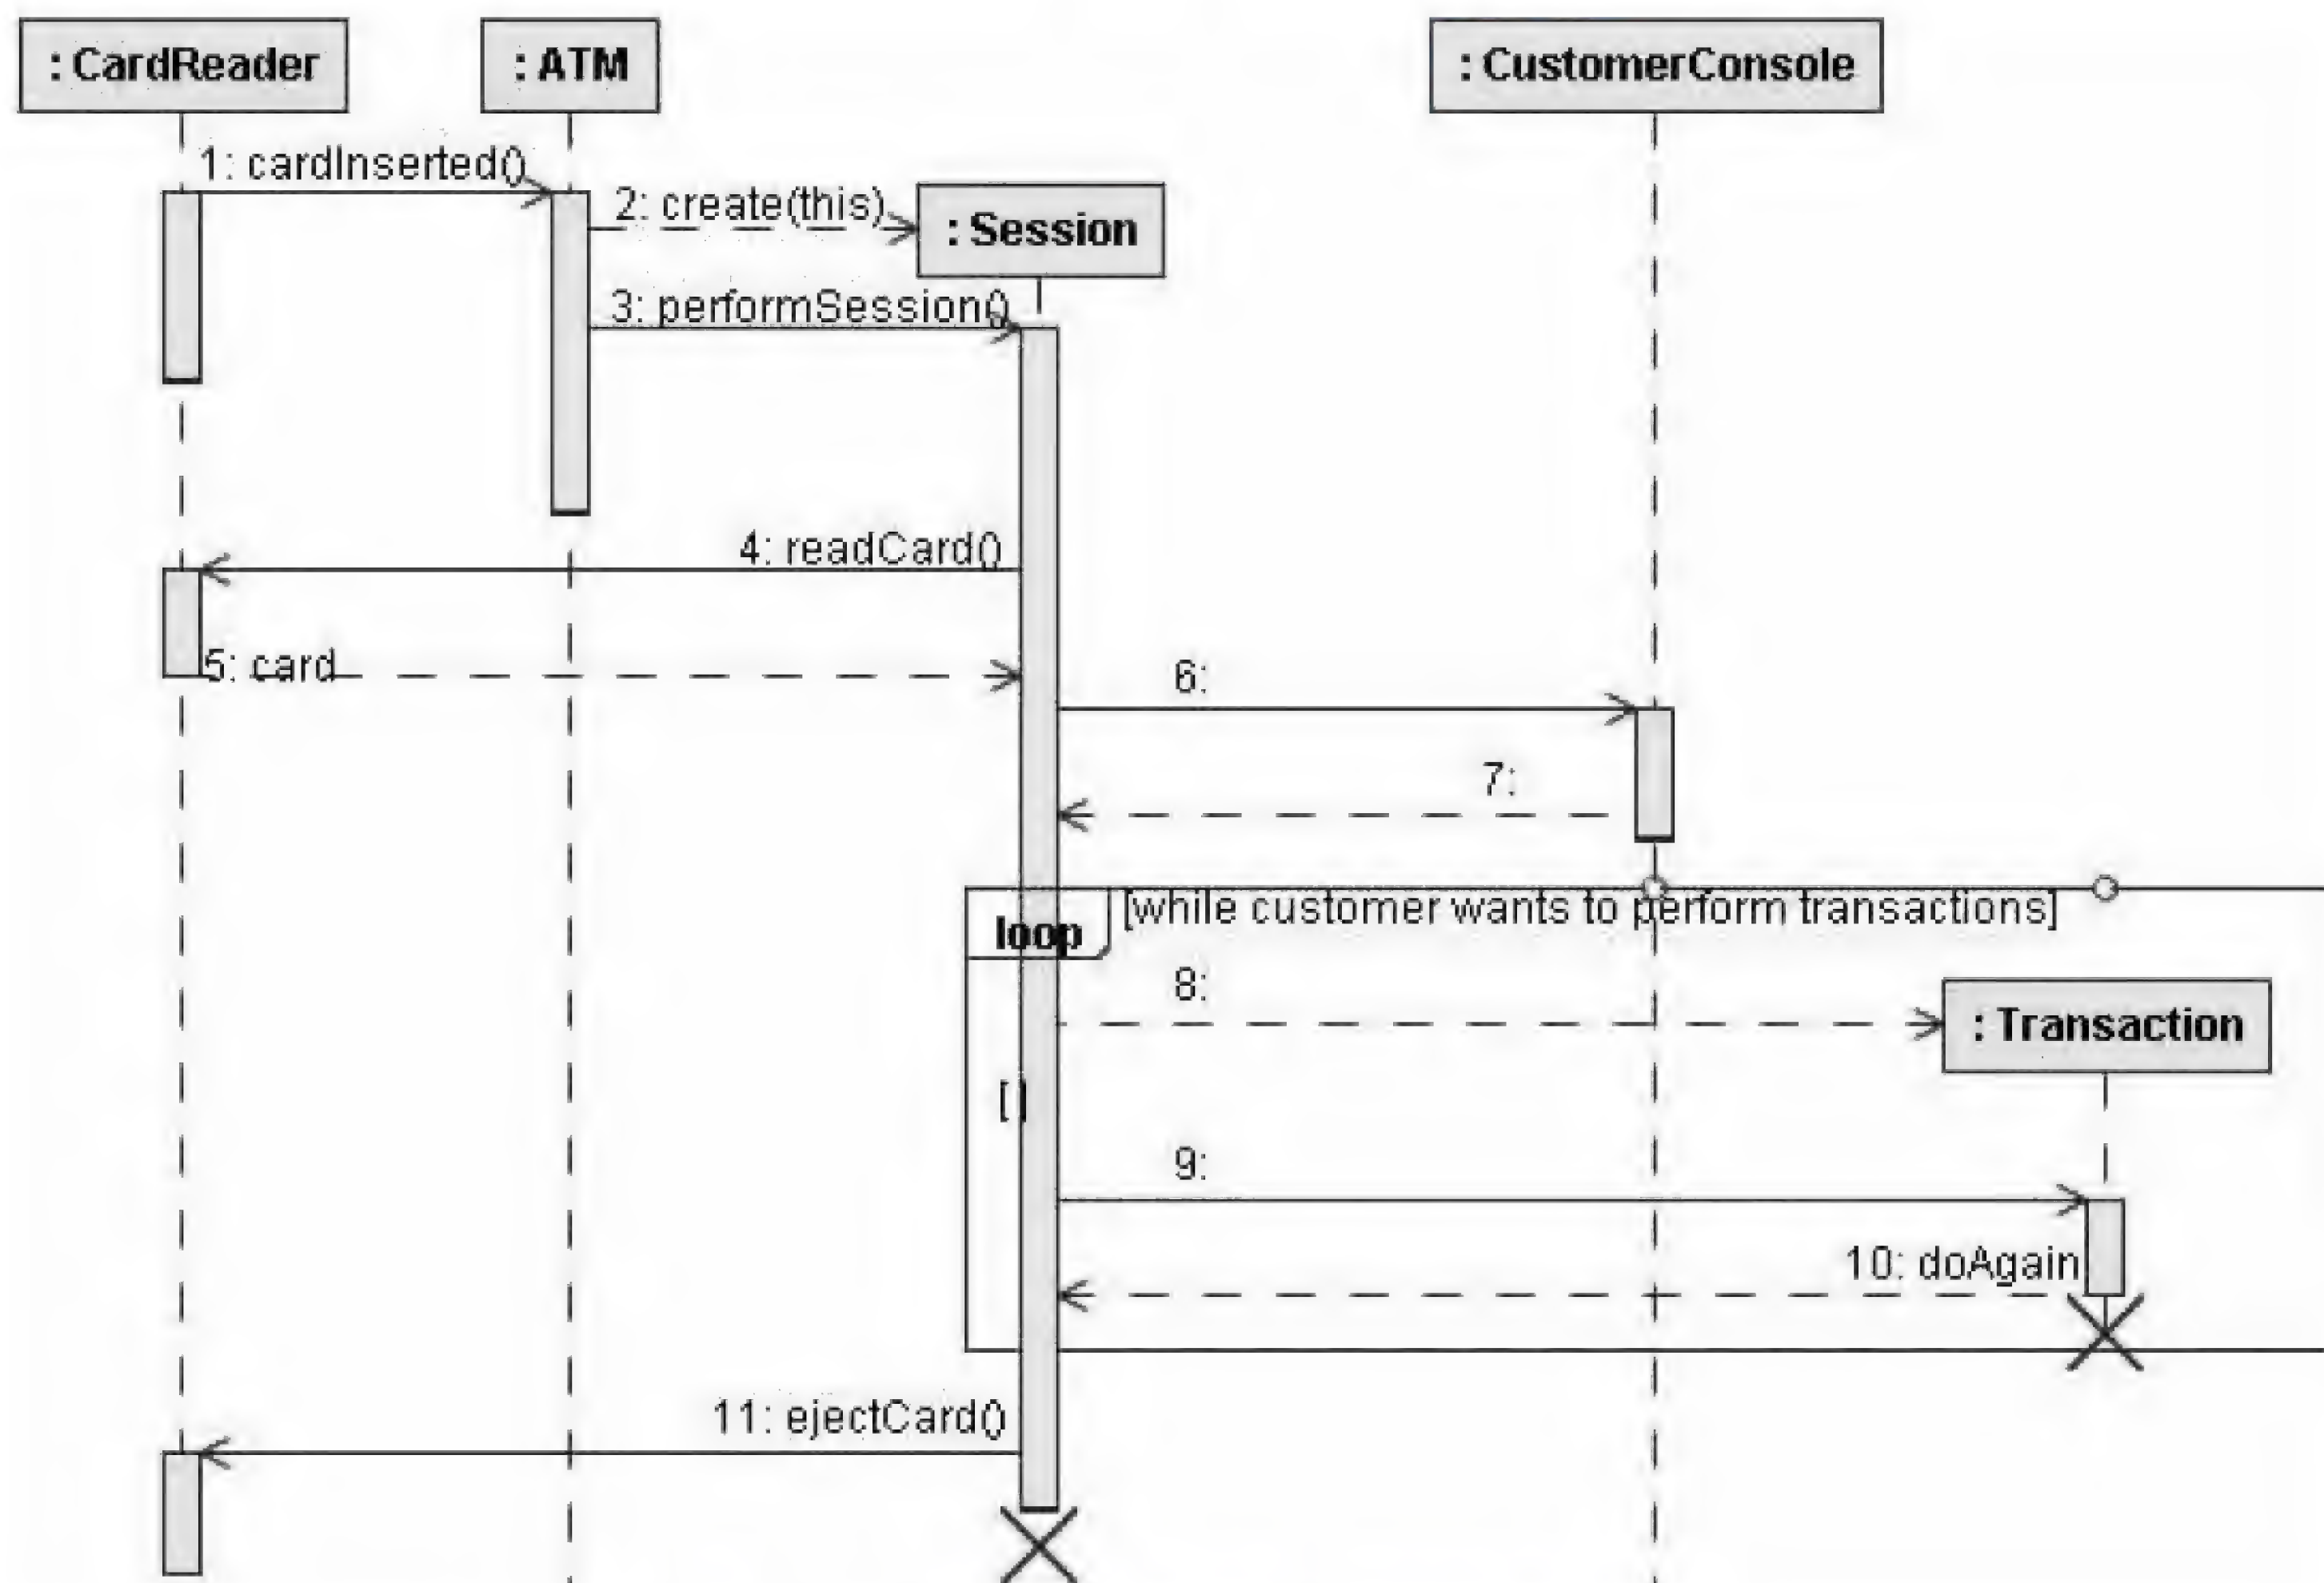 : CardReader
: ATM
: CustomerConsole
1: cardInserted()
2: create(this)
: Session
3: performSession()
4: readCard()
5: card
6:
7:
loop
[while customer wants to perform transactions]
8:
: Transaction
[]
9:
10: doAgain
11: ejectCard()